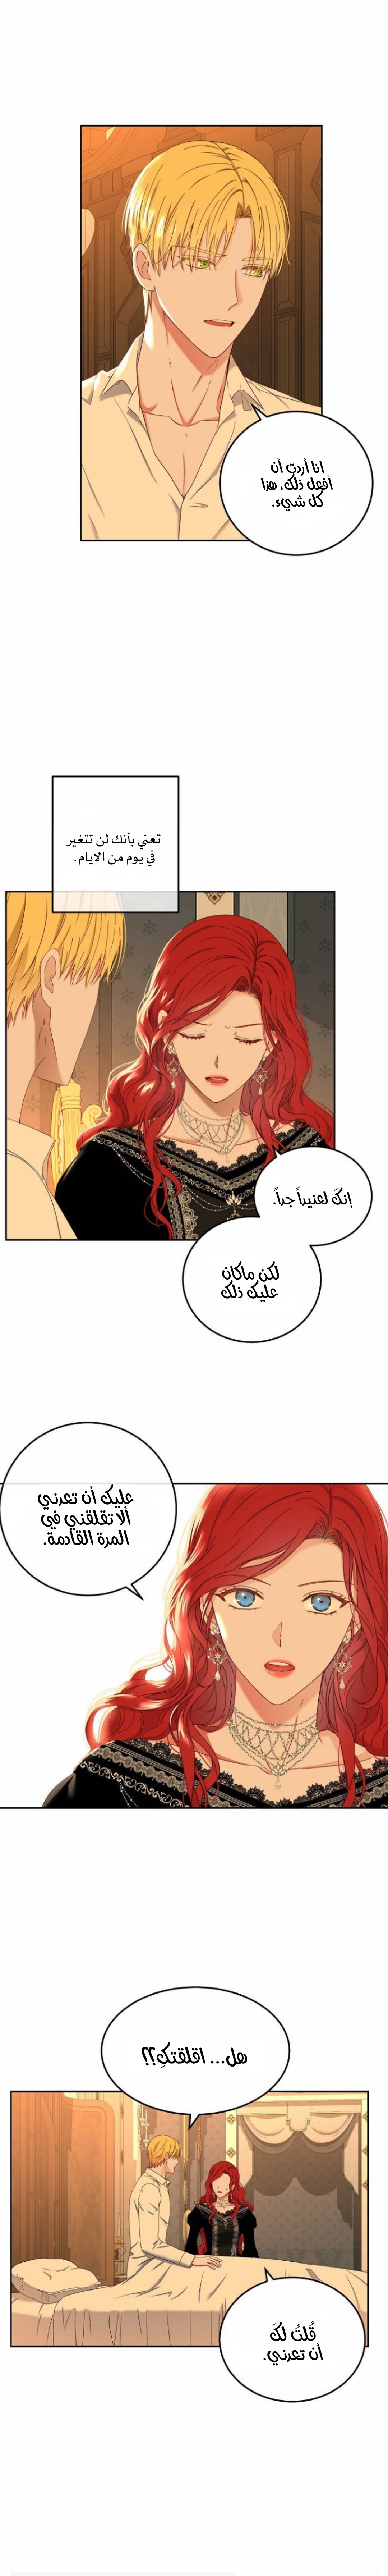 انا أردت أن
أفعل ذلك، هذا
كل شيء.
تعني بأنك لن تتغير
في يوم من الايام.
إنكَ لعنيداً جداً.
لكن ماكان
عليك ذلك
عليك أن تعدني
ألا تقلقني في
المرة القادمة.
هل... اقلقتكِ؟؟
قُلتُ لكَ
أن تعدني.